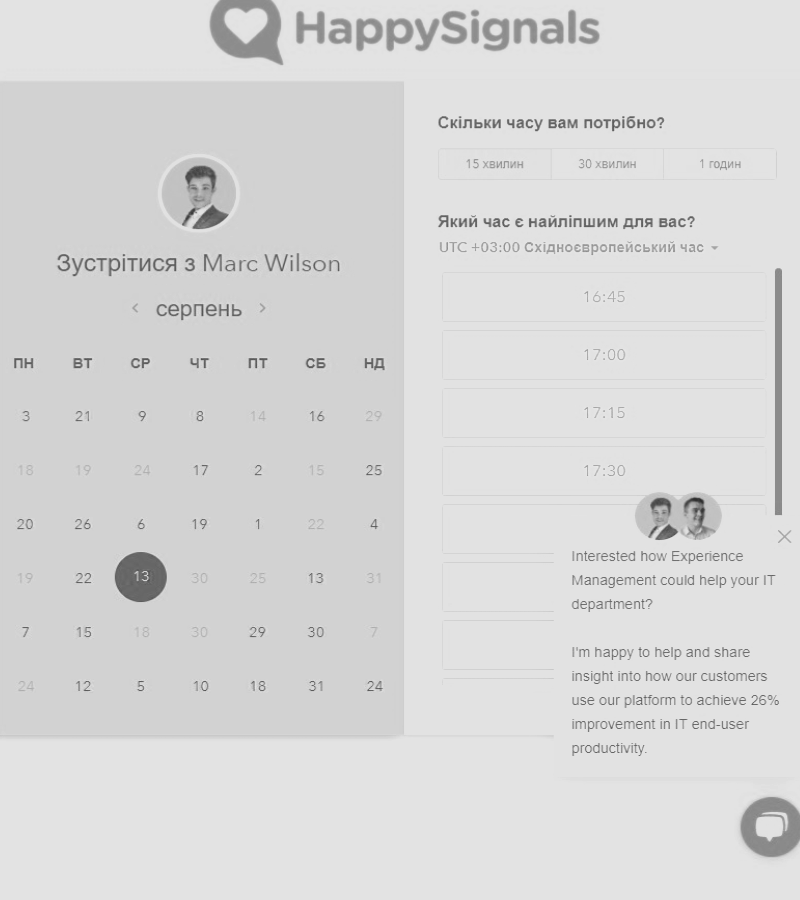 HappySignals
Зустрітися з Marc Wilson
серпень
ПН ВТ СР ЧТ ПТ СБ НД
3 21 9 8 14 16 29
18 19 24 17 2 15 25
20 26 6 19 1 22 4
19 22 13 30 25 13 31
7 15 18 30 29 30 7
24 12 5 10 18 31 24
Скільки часу вам потрібно?
15 хвилин 30 хвилин 1 годин
Який час є найліпшим для вас?
UTC +03:00 Східноєвропейський час
16:45
17:00
17:15
17:30
Interested how Experience
Management could help your IT
department?
I'm happy to help and share
insight into how our customers
use our platform to achieve 26%
improvement in IT end-user
productivity.